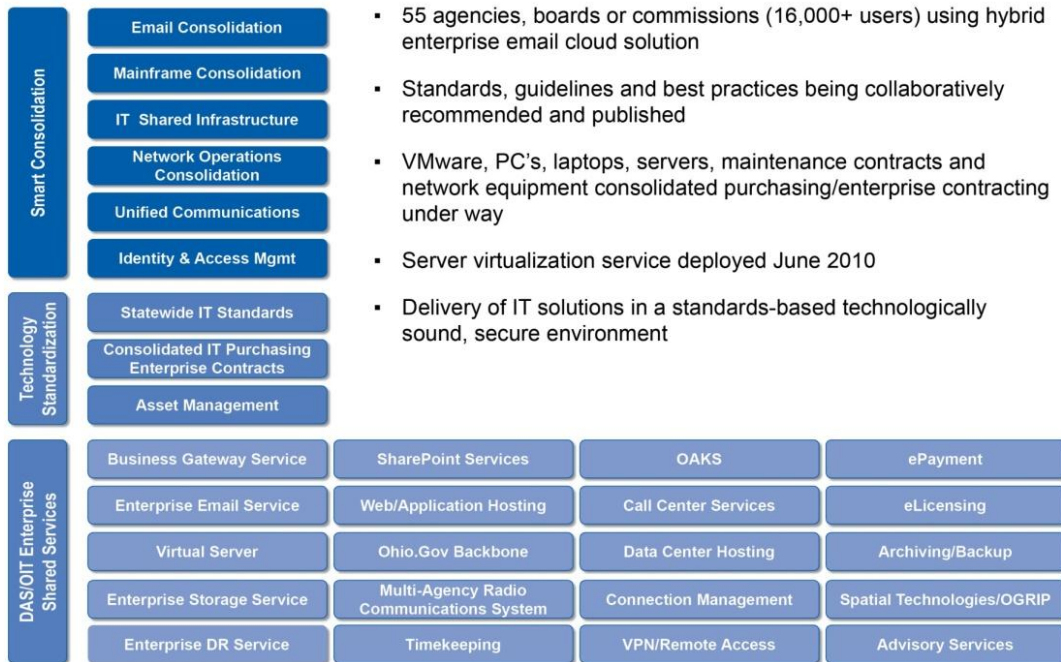 Smart Consolidation
Email Consolidation
Mainframe Consolidation
IT Shared Infrastructure
Network Operations
Consolidation
Unified Communications
Identity & Access Mgmt
▪ 55 agencies, boards or commissions (16,000+ users) using hybrid
enterprise email cloud solution
▪ Standards, guidelines and best practices being collaboratively
recommended and published
▪ VMware, PC's, laptops, servers, maintenance contracts and
network equipment consolidated purchasing/enterprise contracting
under way
▪ Server virtualization service deployed June 2010
▪ Delivery of IT solutions in a standards-based technologically
sound, secure environment
Technology
Standardization
Statewide IT Standards
Consolidated IT Purchasing
Enterprise Contracts
Asset Management
DAS/OIT Enterprise
Shared Services
Business Gateway Service
SharePoint Services
OAKS
ePayment
Enterprise Email Service
Web/Application Hosting
Call Center Services
eLicensing
Virtual Server
Ohio.Gov Backbone
Data Center Hosting
Archiving/Backup
Enterprise Storage Service
Multi-Agency Radio
Communications System
Connection Management
Spatial Technologies/OGRIP
Enterprise DR Service
Timekeeping
VPN/Remote Access
Advisory Services